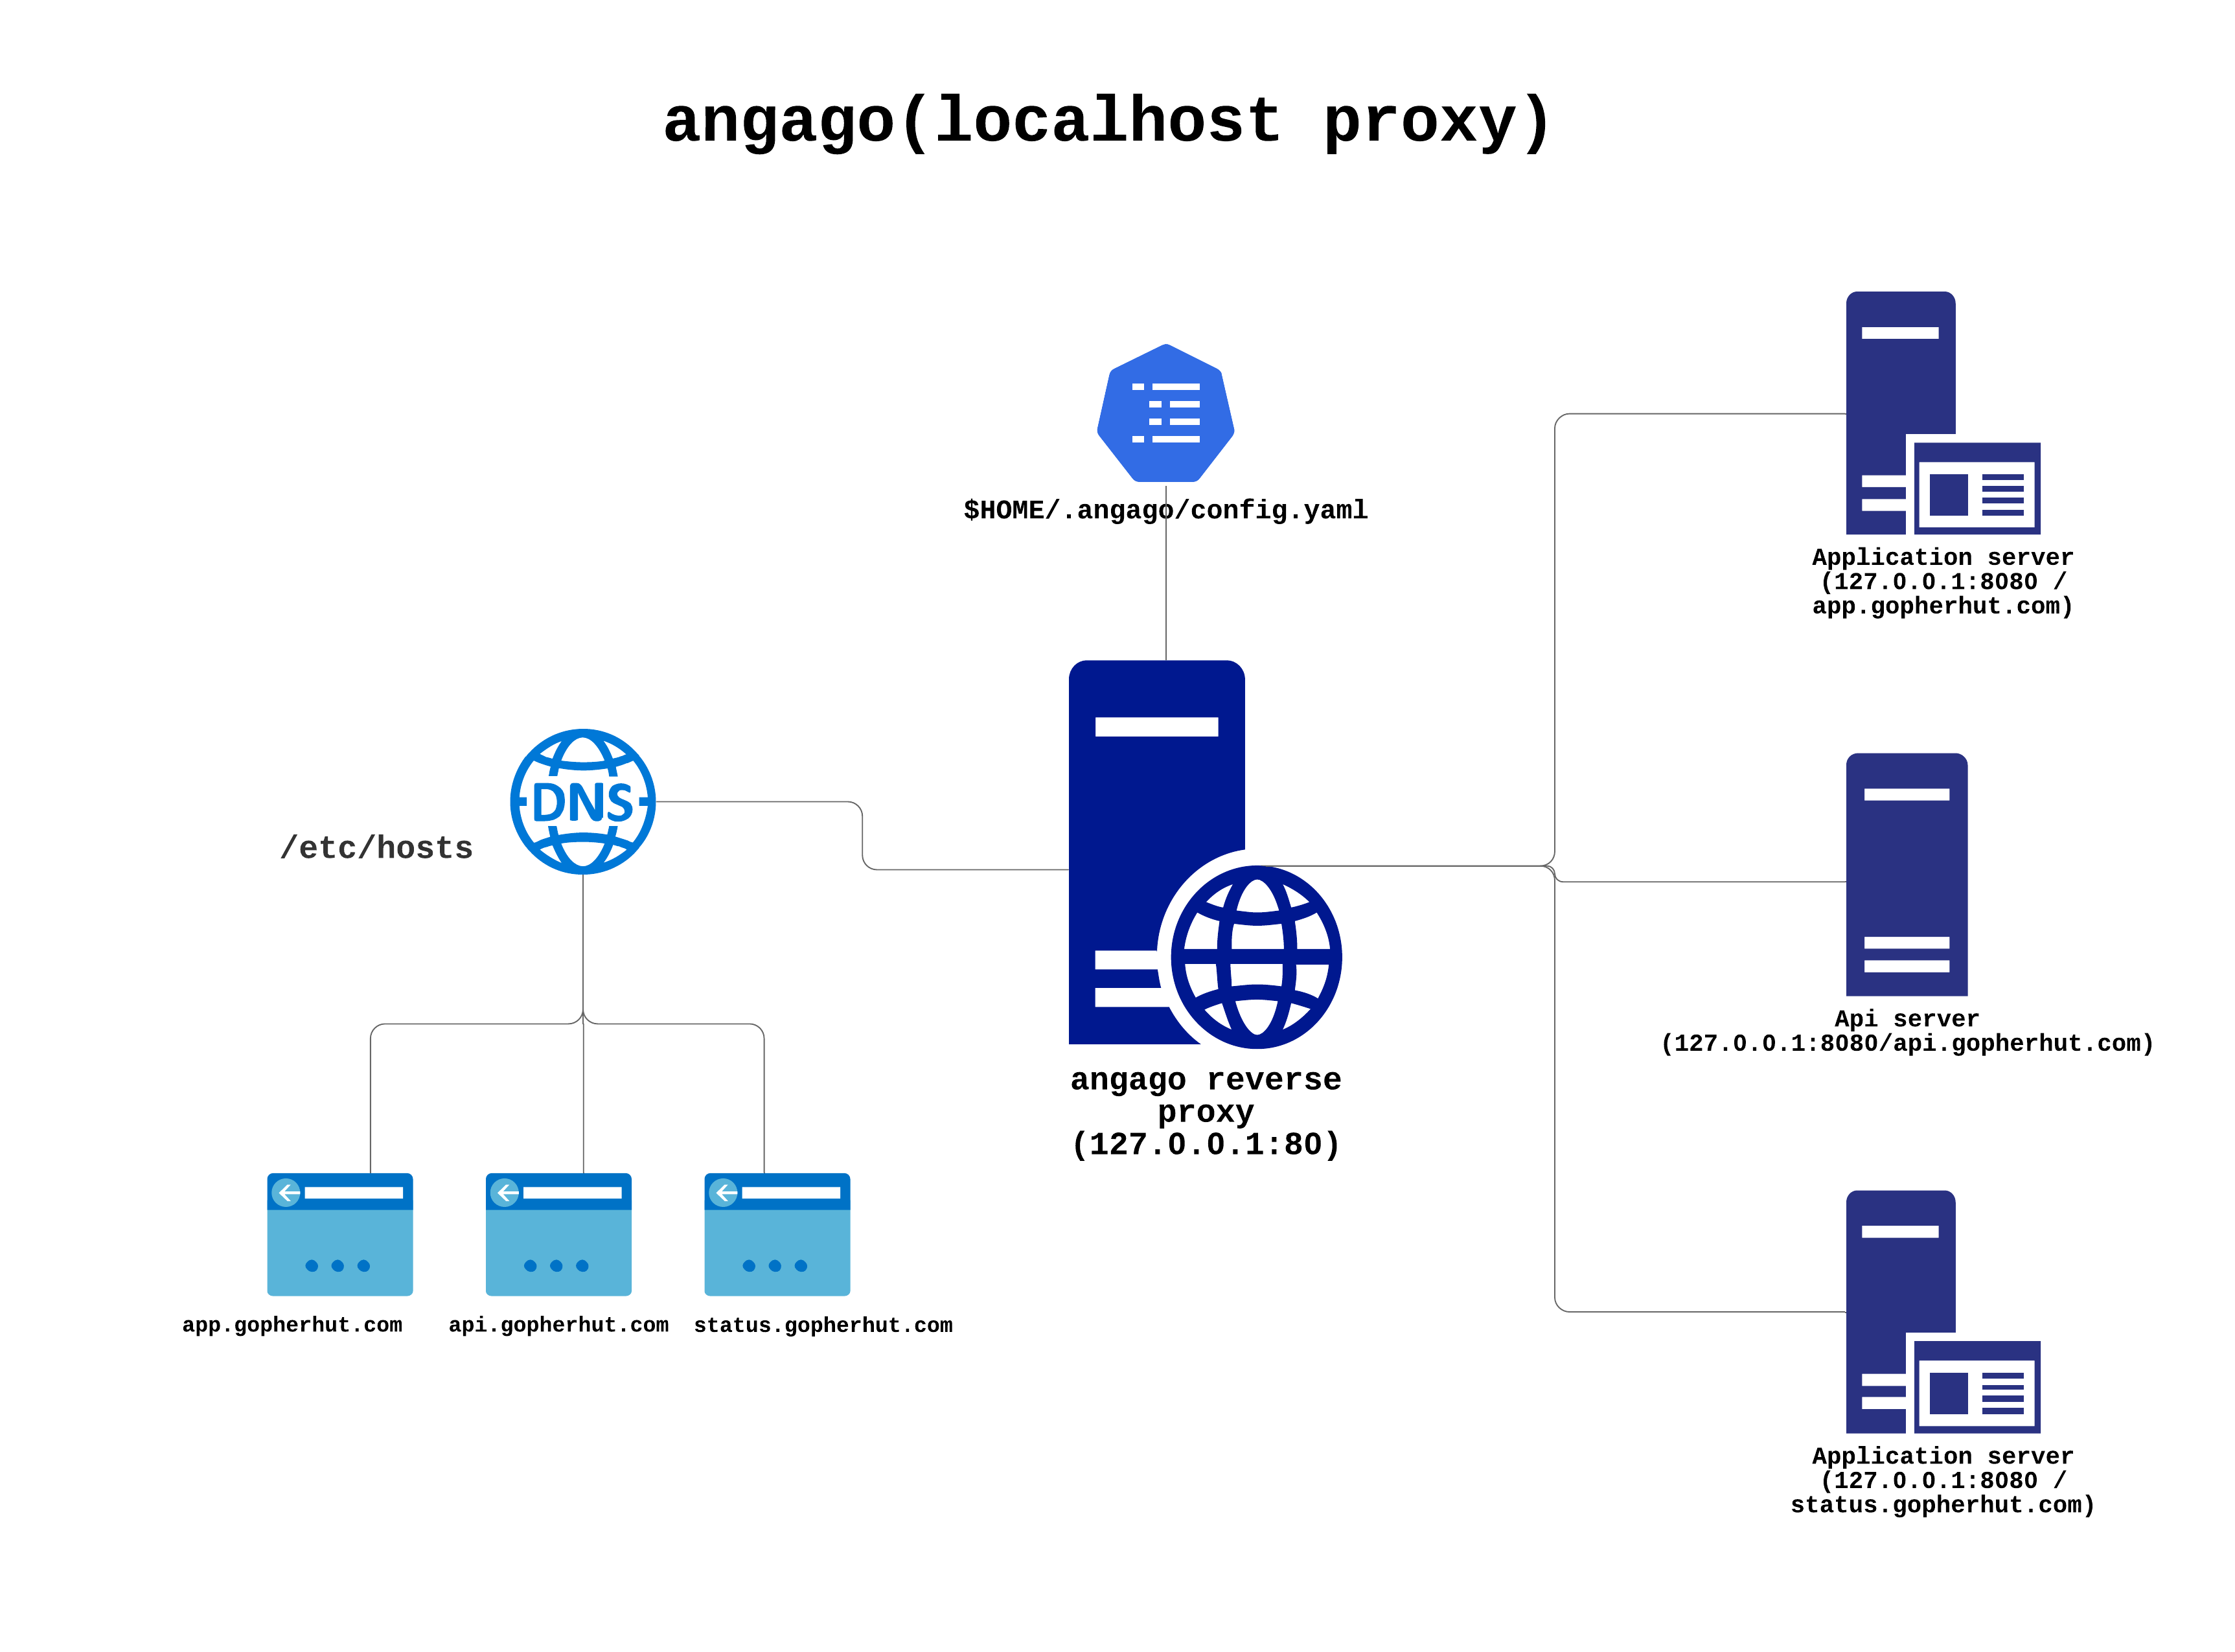 angago(localhost proxy)
$HOME/.angago/config.yaml
Application server
(127.0.0.1:8080 /
app.gopherhut.com)
DNS
/etc/hosts
Api server
(127.0.0.1:8080/api.gopherhut.com)
angago reverse
proxy
(127.0.0.1:80)
app.gopherhut.com
api.gopherhut.com
status.gopherhut.com
Application server
(127.0.0.1:8080 /
status.gopherhut.com)